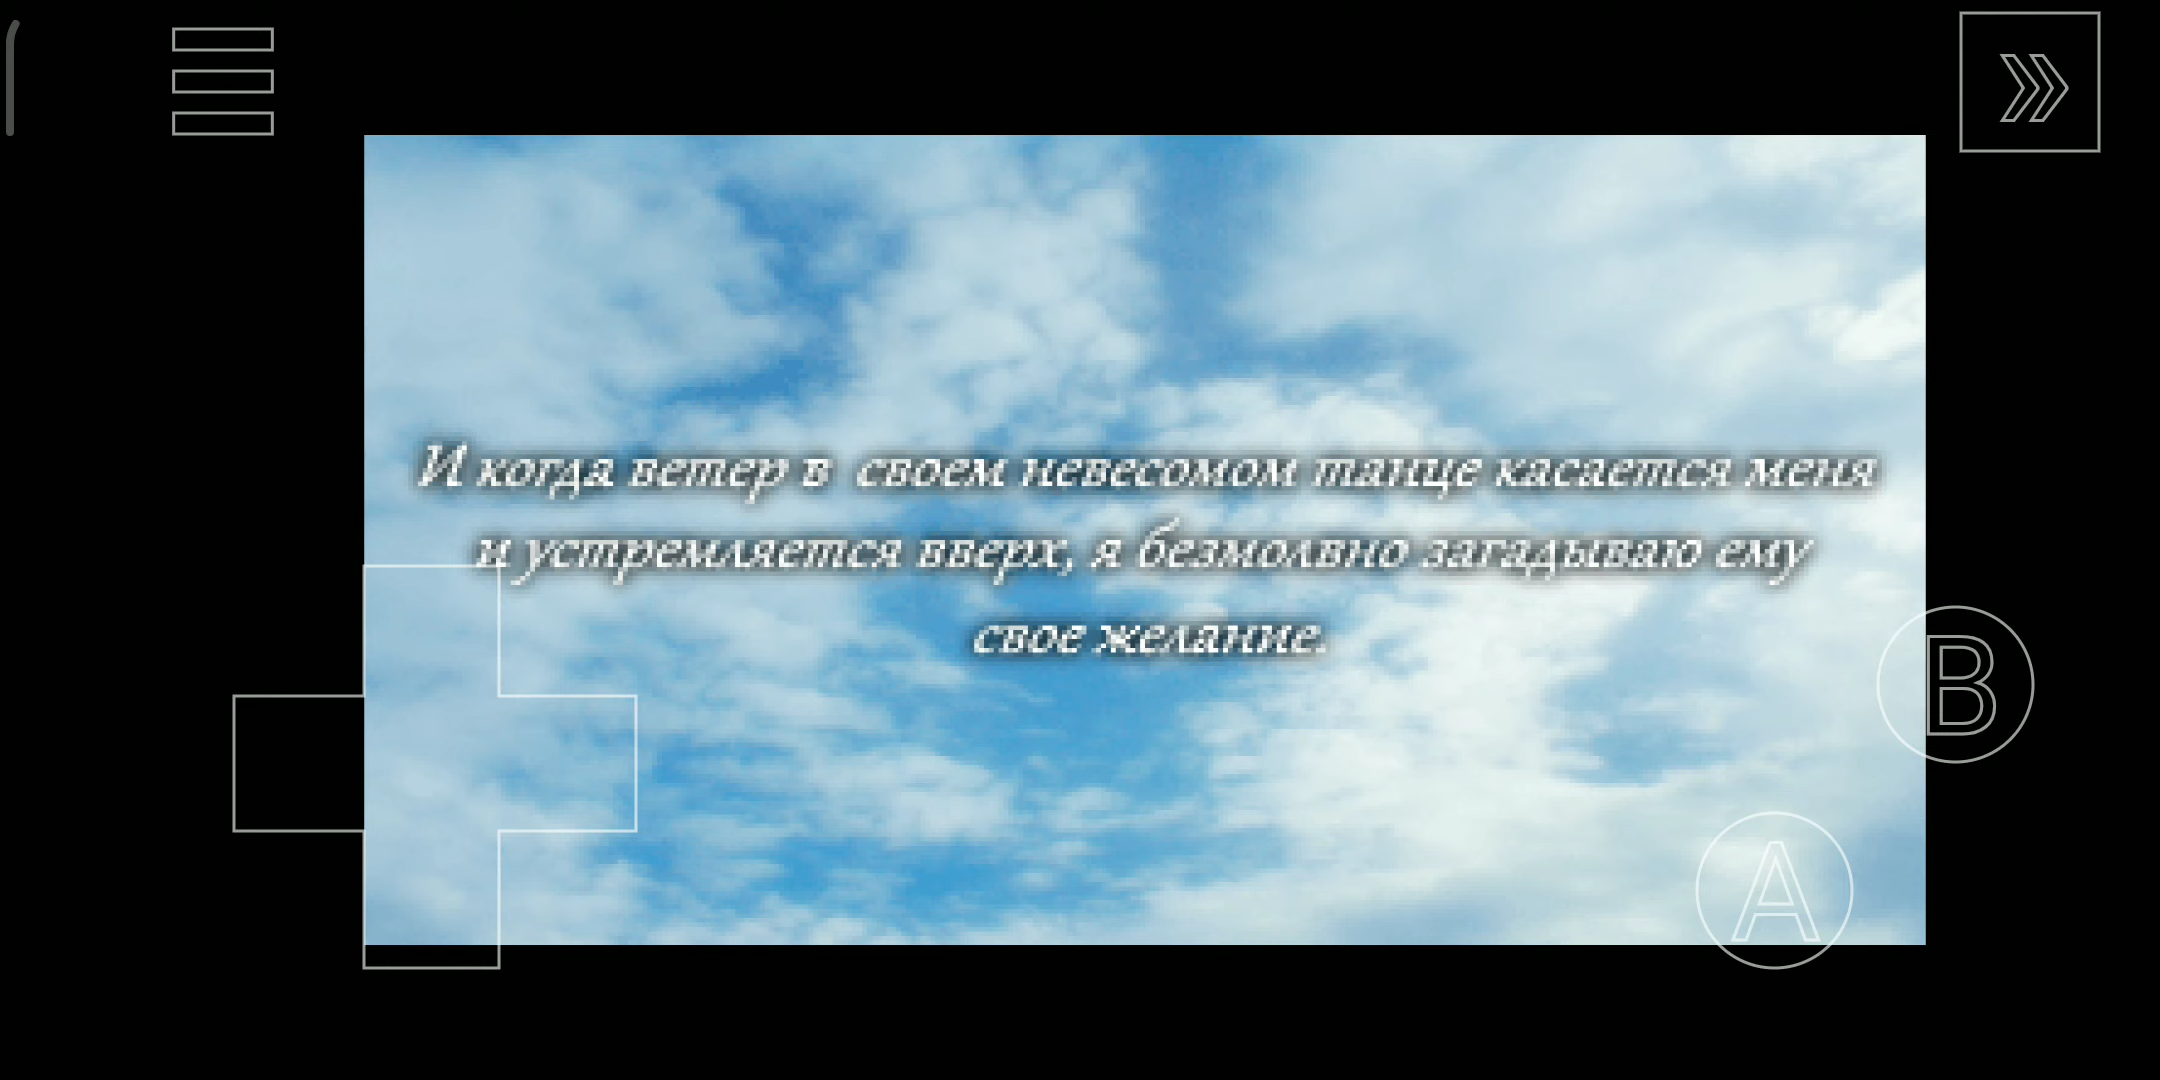 И когда ветер в своем невесомом танце касается меня
и устремляется вверх, я безмолвно загадываю ему
свое желание.
B
A